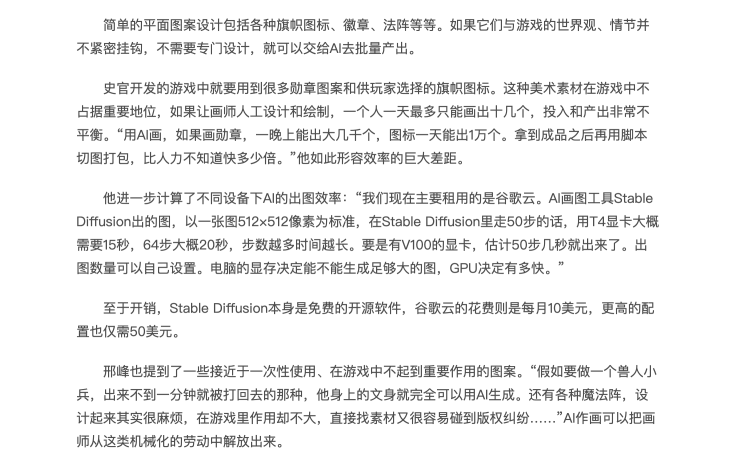 简单的平面图案设计包括各种旗帜图标、徽章、法阵等等。如果它们与游戏的世界观、情节并
不紧密挂钩，不需要专门设计，就可以交给AI去批量产出。
史官开发的游戏中就要用到很多勋章图案和供玩家选择的旗帜图标。这种美术素材在游戏中不
占据重要地位，如果让画师人工设计和绘制，一个人一天最多只能画出十几个，投入和产出非常不
平衡。“用AI画，如果画勋章，一晚上能出大几千个，图标一天能出1万个。拿到成品之后再用脚本
切图打包，比人力不知道快多少倍。”他如此形容效率的巨大差距。
他进一步计算了不同设备下AI的出图效率：“我们现在主要租用的是谷歌云。AI画图工具Stable
Diffusion出的图，以一张图512×512像素为标准，在Stable Diffusion里走50步的话，用T4显卡大概
需要15秒，64步大概20秒，步数越多时间越长。要是有V100的显卡，估计50步几秒就出来了。出
图数量可以自己设置。电脑的显存决定能不能生成足够大的图，GPU决定有多快。”
至于开销，Stable Diffusion本身是免费的开源软件，谷歌云的花费则是每月10美元，更高的配
置也仅需50美元。
邢峰也提到了一些接近于一次性使用、在游戏中不起到重要作用的图案。“假如要做一个兽人小
兵，出来不到一分钟就被打回去的那种，他身上的文身就完全可以用AI生成。还有各种魔法阵，设
计起来其实很麻烦，在游戏里作用却不大，直接找素材又很容易碰到版权纠纷……”AI作画可以把画
师从这类机械化的劳动中解放出来。